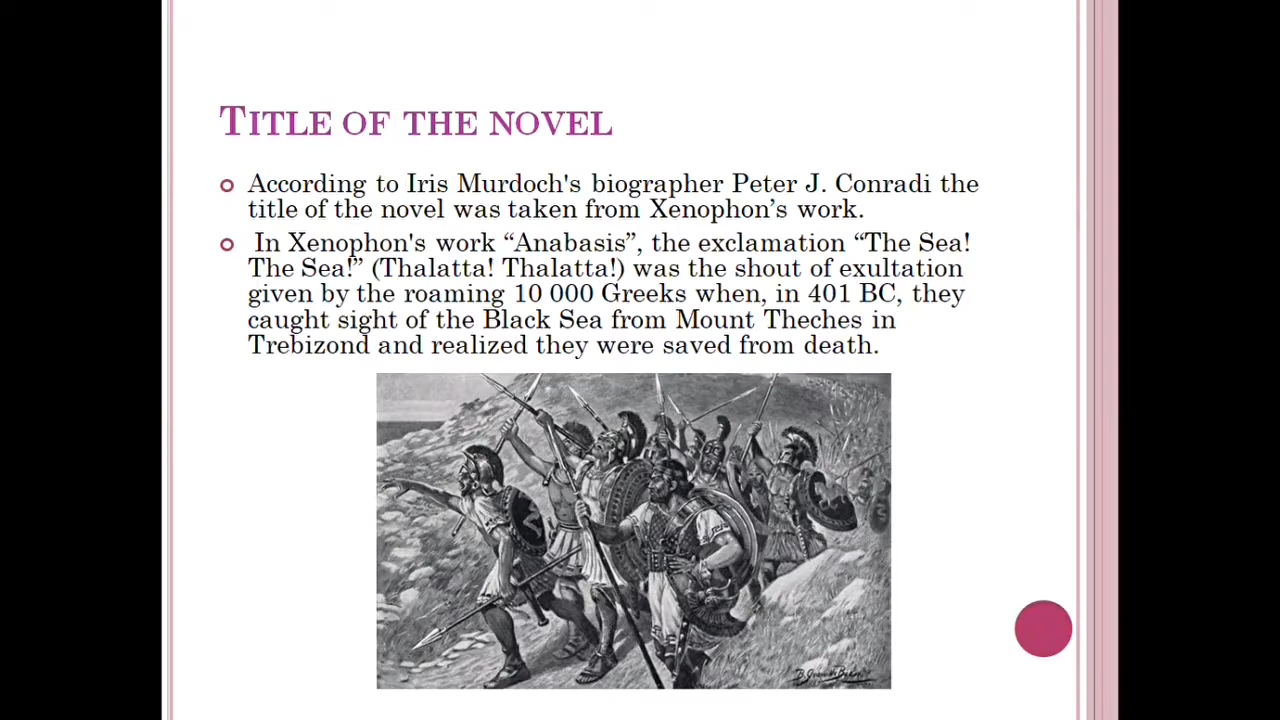 TITLE OF THE NOVEL
According to Iris Murdoch's biographer Peter J. Conradi the
title of the novel was taken from Xenophon’s work.
In Xenophon's work “Anabasis”, the exclamation “The Sea!
The Sea!” (Thalatta! Thalatta!) was the shout of exultation
given by the roaming 10 000 Greeks when, in 401 BC, they
caught sight of the Black Sea from Mount Theches in
Trebizond and realized they were saved from death.